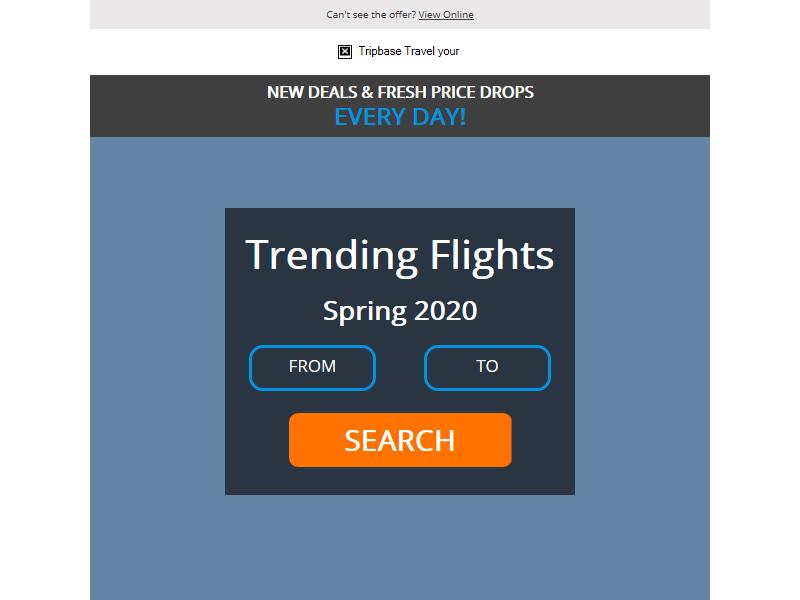 Can't see the offer? View Online
Tripbase Travel your
NEW DEALS & FRESH PRICE DROPS
EVERY DAY!
Trending Flights
Spring 2020
FROM TO
SEARCH